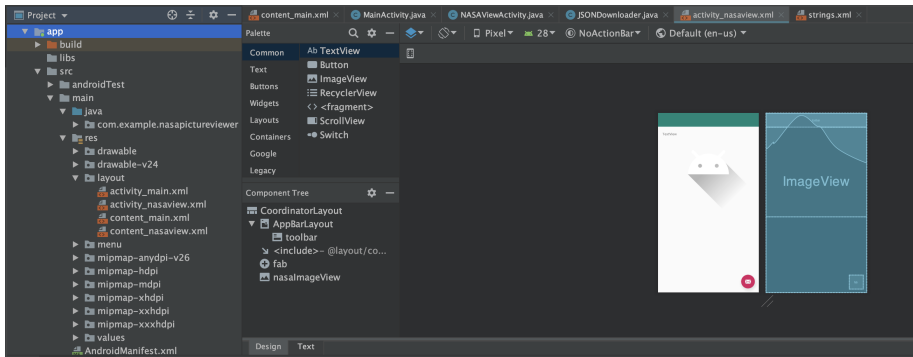 Project
content_main.xml
MainActivity.java
NASAViewActivity.java
JSONDownloader.java
activity_nasaview.xml
strings.xml
app
build
libs
src
androidTest
main
java
com.example.nasapictureviewer
res
drawable
drawable-v24
layout
activity_main.xml
activity_nasaview.xml
content_main.xml
content_nasaview.xml
menu
mipmap-anydpi-v26
mipmap-hdpi
mipmap-mdpi
mipmap-xhdpi
mipmap-xxhdpi
mipmap-xxxhdpi
values
AndroidManifest.xml
Palette
Common
Text
Buttons
Widgets
Layouts
Containers
Google
Legacy
Ab TextView
Button
ImageView
RecyclerView
<> <fragment>
ScrollView
Switch
Component Tree
CoordinatorLayout
AppBarLayout
toolbar
<include>– @layout/co...
fab
nasaImageView
Design Text
Pixel
28
NoActionBar
Default (en-us)
ImageView